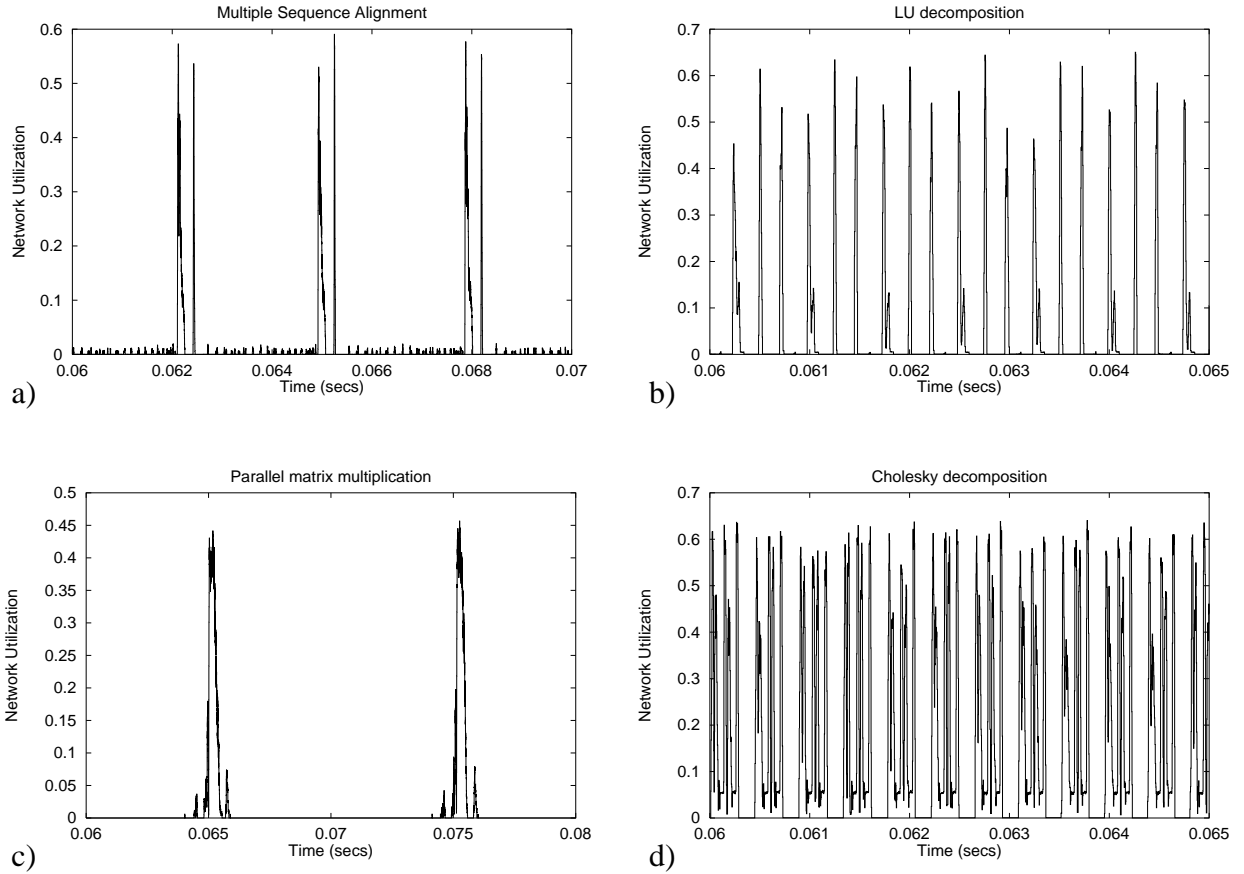 Multiple Sequence Alignment
0.6
0.5
0.4
0.3
0.2
0.1
0
Network Utilization
0.06 0.062 0.064 0.066 0.068 0.07
Time (secs)
a)
LU decomposition
0.7
0.6
0.5
0.4
0.3
0.2
0.1
0
Network Utilization
0.06 0.061 0.062 0.063 0.064 0.065
Time (secs)
b)
Parallel matrix multiplication
0.5
0.45
0.4
0.35
0.3
0.25
0.2
0.15
0.1
0.05
0
Network Utilization
0.06 0.065 0.07 0.075 0.08
Time (secs)
c)
Cholesky decomposition
0.7
0.6
0.5
0.4
0.3
0.2
0.1
0
Network Utilization
0.06 0.061 0.062 0.063 0.064 0.065
Time (secs)
d)